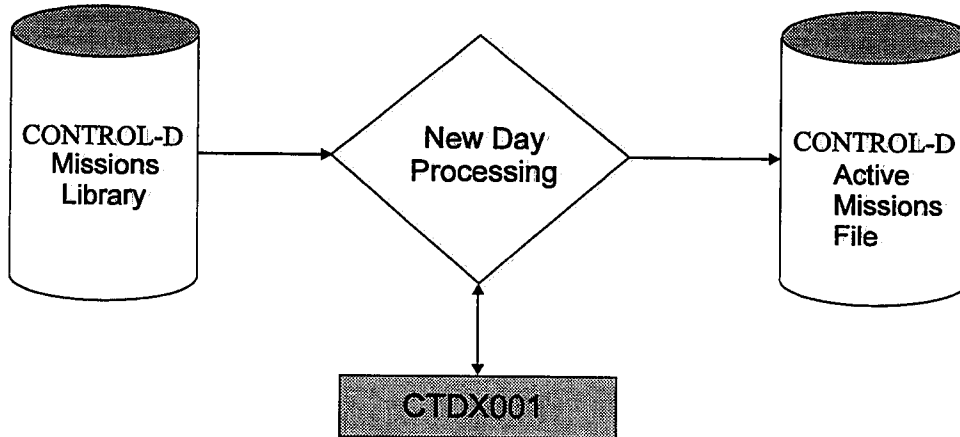 CONTROL-D
Missions
Library
New Day
Processing
CONTROL-D
Active
Missions
File
CTDX001